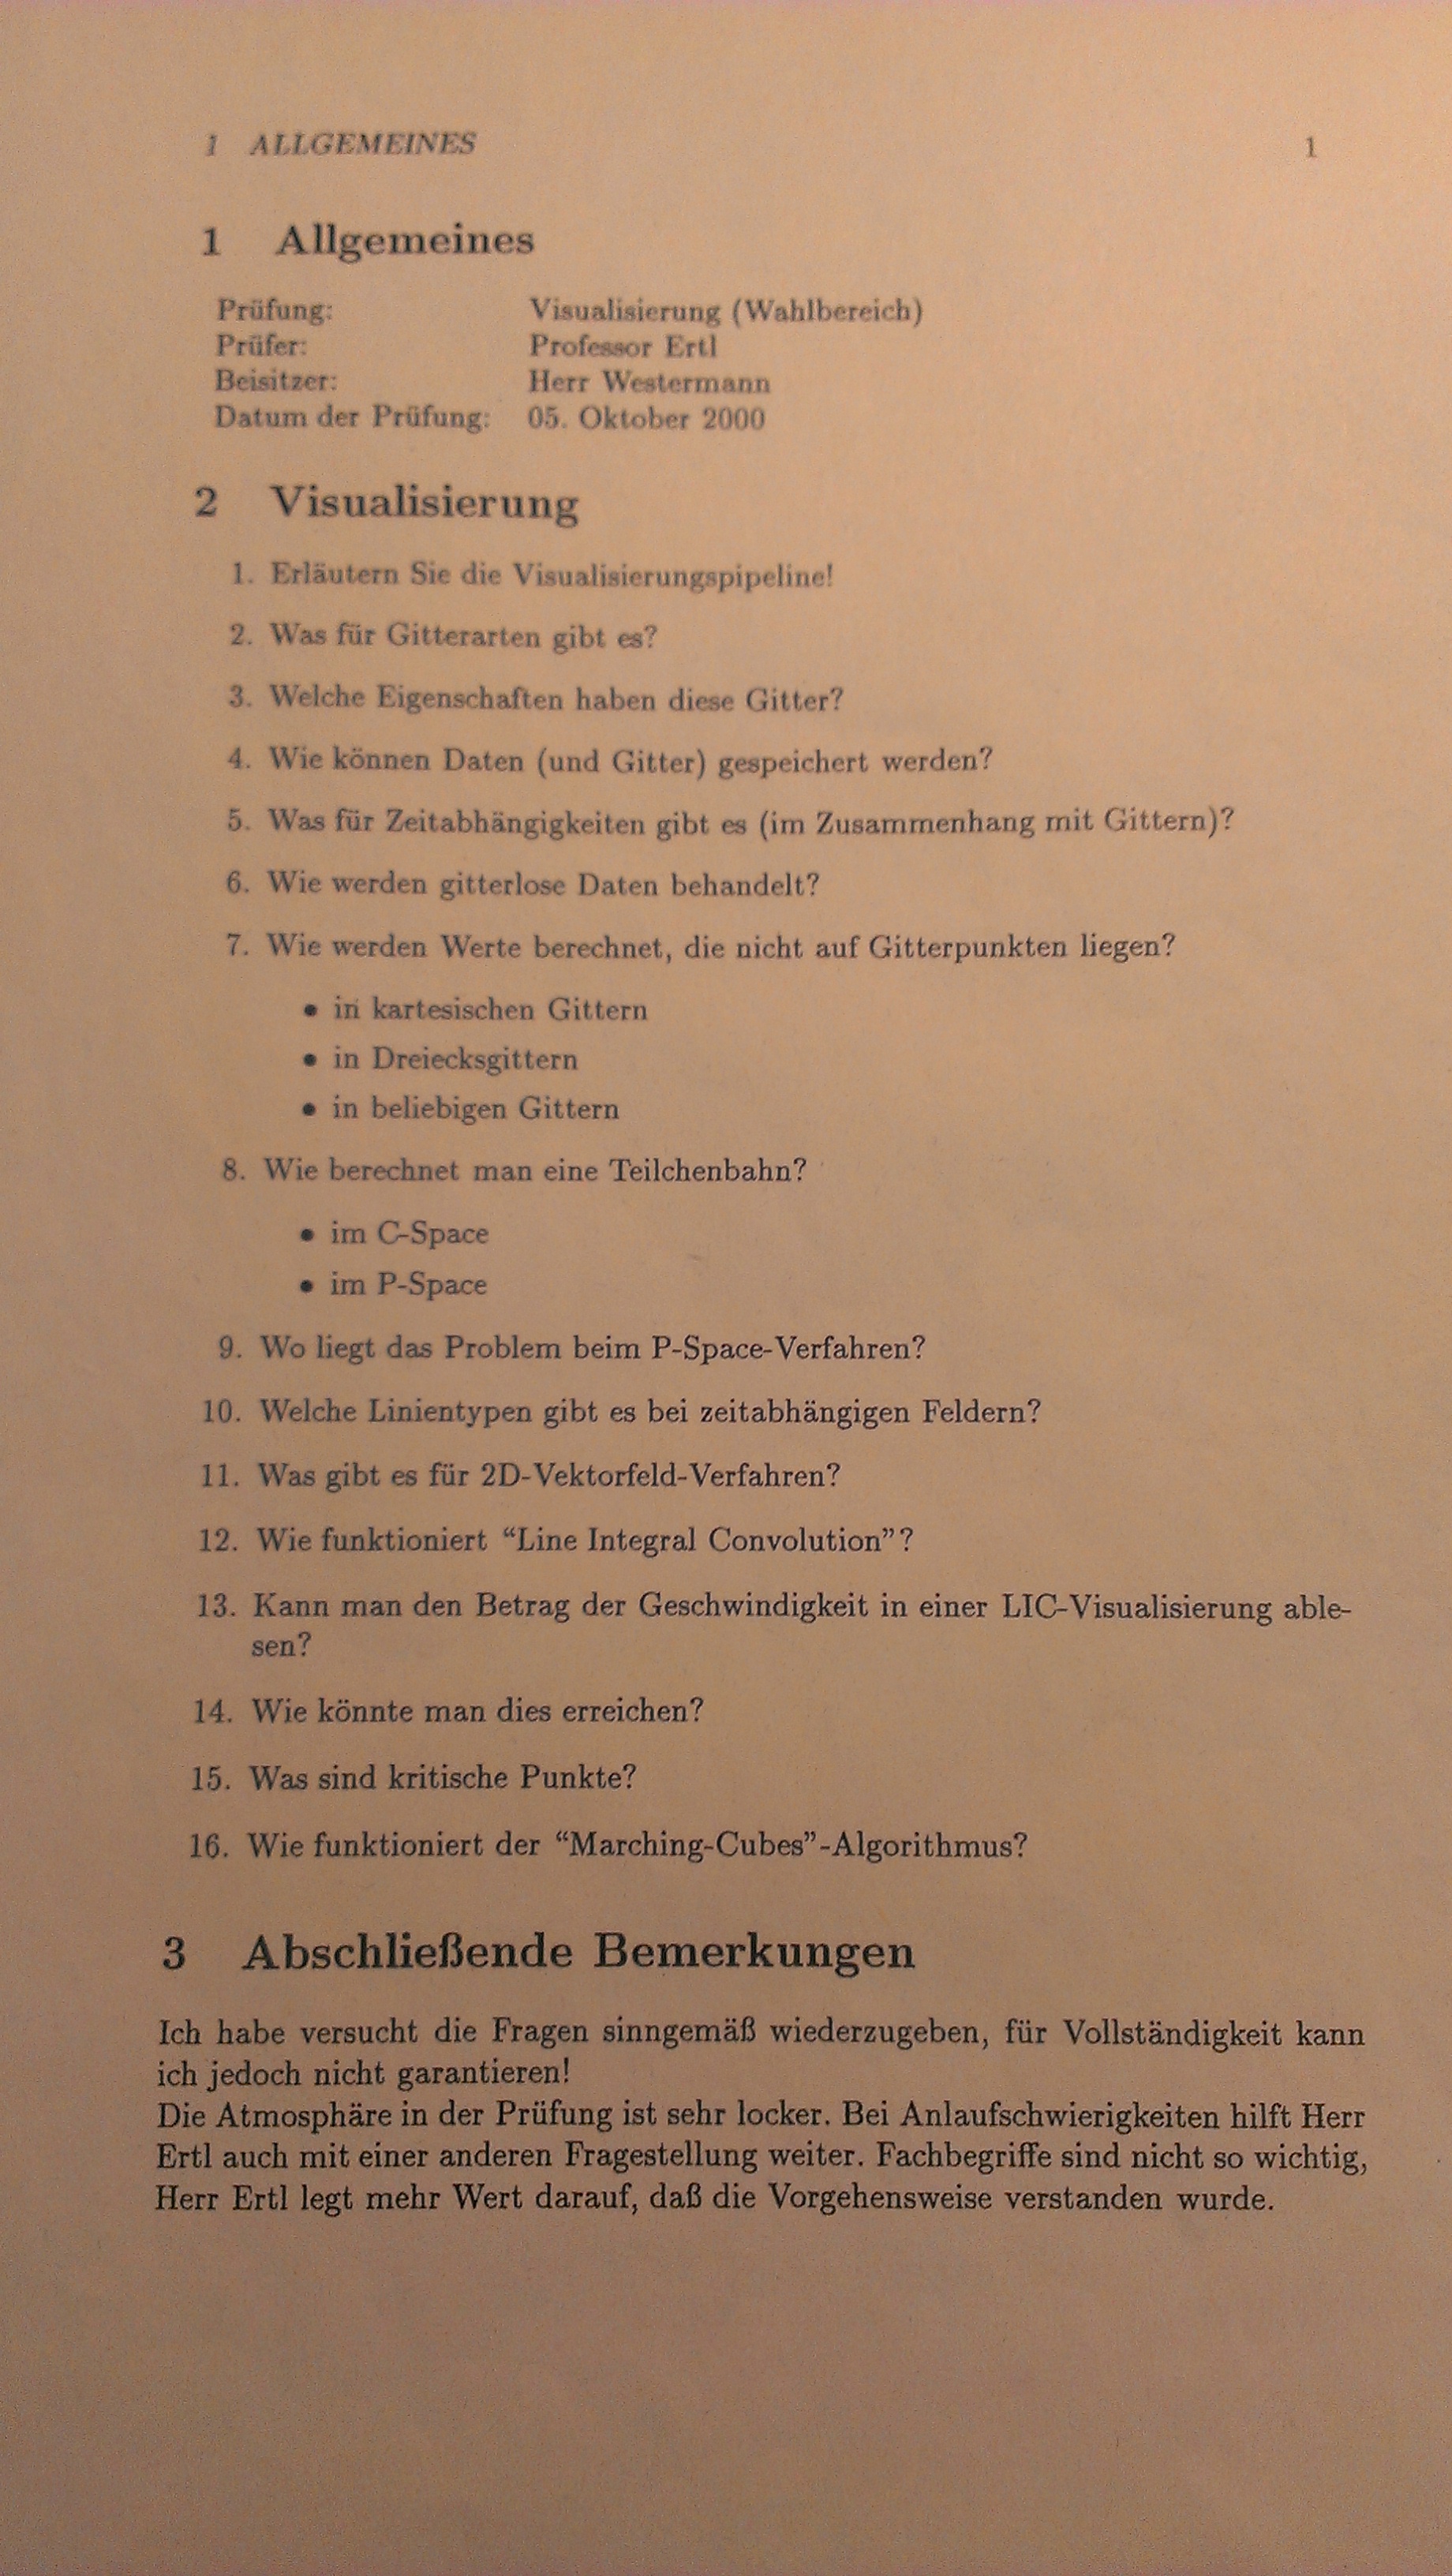 1 ALLGEMEINES 1
1 Allgemeines
Prüfung: Visualisierung (Wahlbereich)
Prüfer: Professor Ertl
Beisitzer: Herr Westermann
Datum der Prüfung: 05. Oktober 2000
2 Visualisierung
1. Erläutern Sie die Visualisierungspipeline!
2. Was für Gitterarten gibt es?
3. Welche Eigenschaften haben diese Gitter?
4. Wie können Daten (und Gitter) gespeichert werden?
5. Was für Zeitabhängigkeiten gibt es (im Zusammenhang mit Gittern)?
6. Wie werden gitterlose Daten behandelt?
7. Wie werden Werte berechnet, die nicht auf Gitterpunkten liegen?
• in kartesischen Gittern
• in Dreiecksgittern
• in beliebigen Gittern
8. Wie berechnet man eine Teilchenbahn?
• im C-Space
• im P-Space
9. Wo liegt das Problem beim P-Space-Verfahren?
10. Welche Linientypen gibt es bei zeitabhängigen Feldern?
11. Was gibt es für 2D-Vektorfeld-Verfahren?
12. Wie funktioniert “Line Integral Convolution”?
13. Kann man den Betrag der Geschwindigkeit in einer LIC-Visualisierung able-
sen?
14. Wie könnte man dies erreichen?
15. Was sind kritische Punkte?
16. Wie funktioniert der “Marching-Cubes”-Algorithmus?
3 Abschließende Bemerkungen
Ich habe versucht die Fragen sinngemäß wiederzugeben, für Vollständigkeit kann
ich jedoch nicht garantieren!
Die Atmosphäre in der Prüfung ist sehr locker. Bei Anlaufschwierigkeiten hilft Herr
Ertl auch mit einer anderen Fragestellung weiter. Fachbegriffe sind nicht so wichtig,
Herr Ertl legt mehr Wert darauf, daß die Vorgehensweise verstanden wurde.